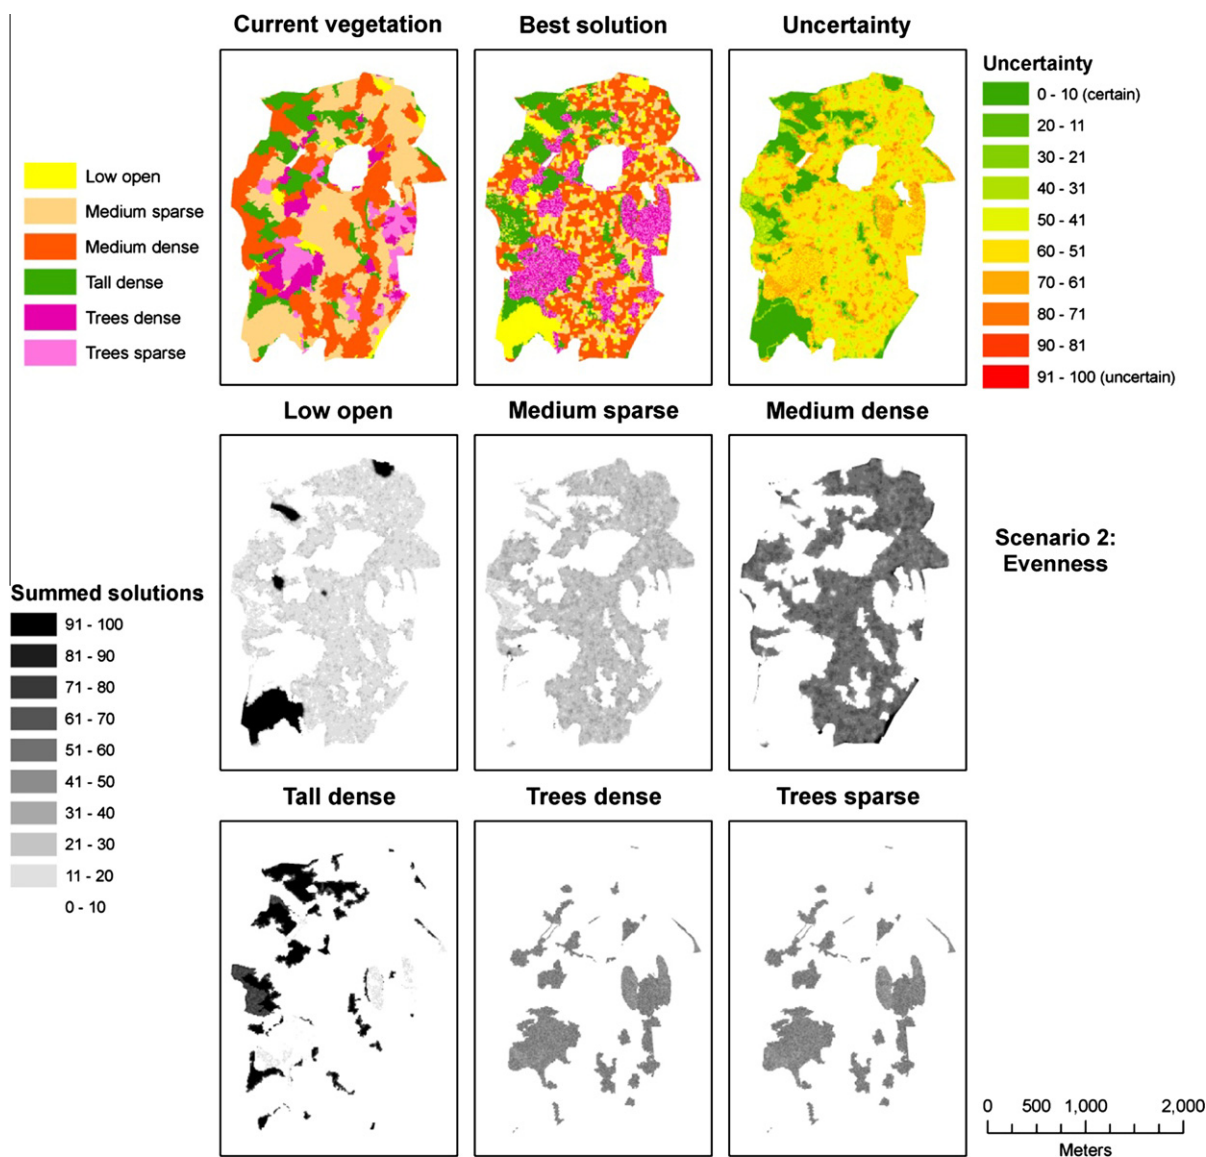 Current vegetation
Best solution
Uncertainty
Low open
Medium sparse
Medium dense
Tall dense
Trees dense
Trees sparse
Uncertainty
0 - 10 (certain)
20 - 11
30 - 21
40 - 31
50 - 41
60 - 51
70 - 61
80 - 71
90 - 81
91 - 100 (uncertain)
Low open
Medium sparse
Medium dense
Scenario 2:
Evenness
Summed solutions
91 - 100
81 - 90
71 - 80
61 - 70
51 - 60
41 - 50
31 - 40
21 - 30
11 - 20
0 - 10
Tall dense
Trees dense
Trees sparse
0 500 1,000 2,000
Meters